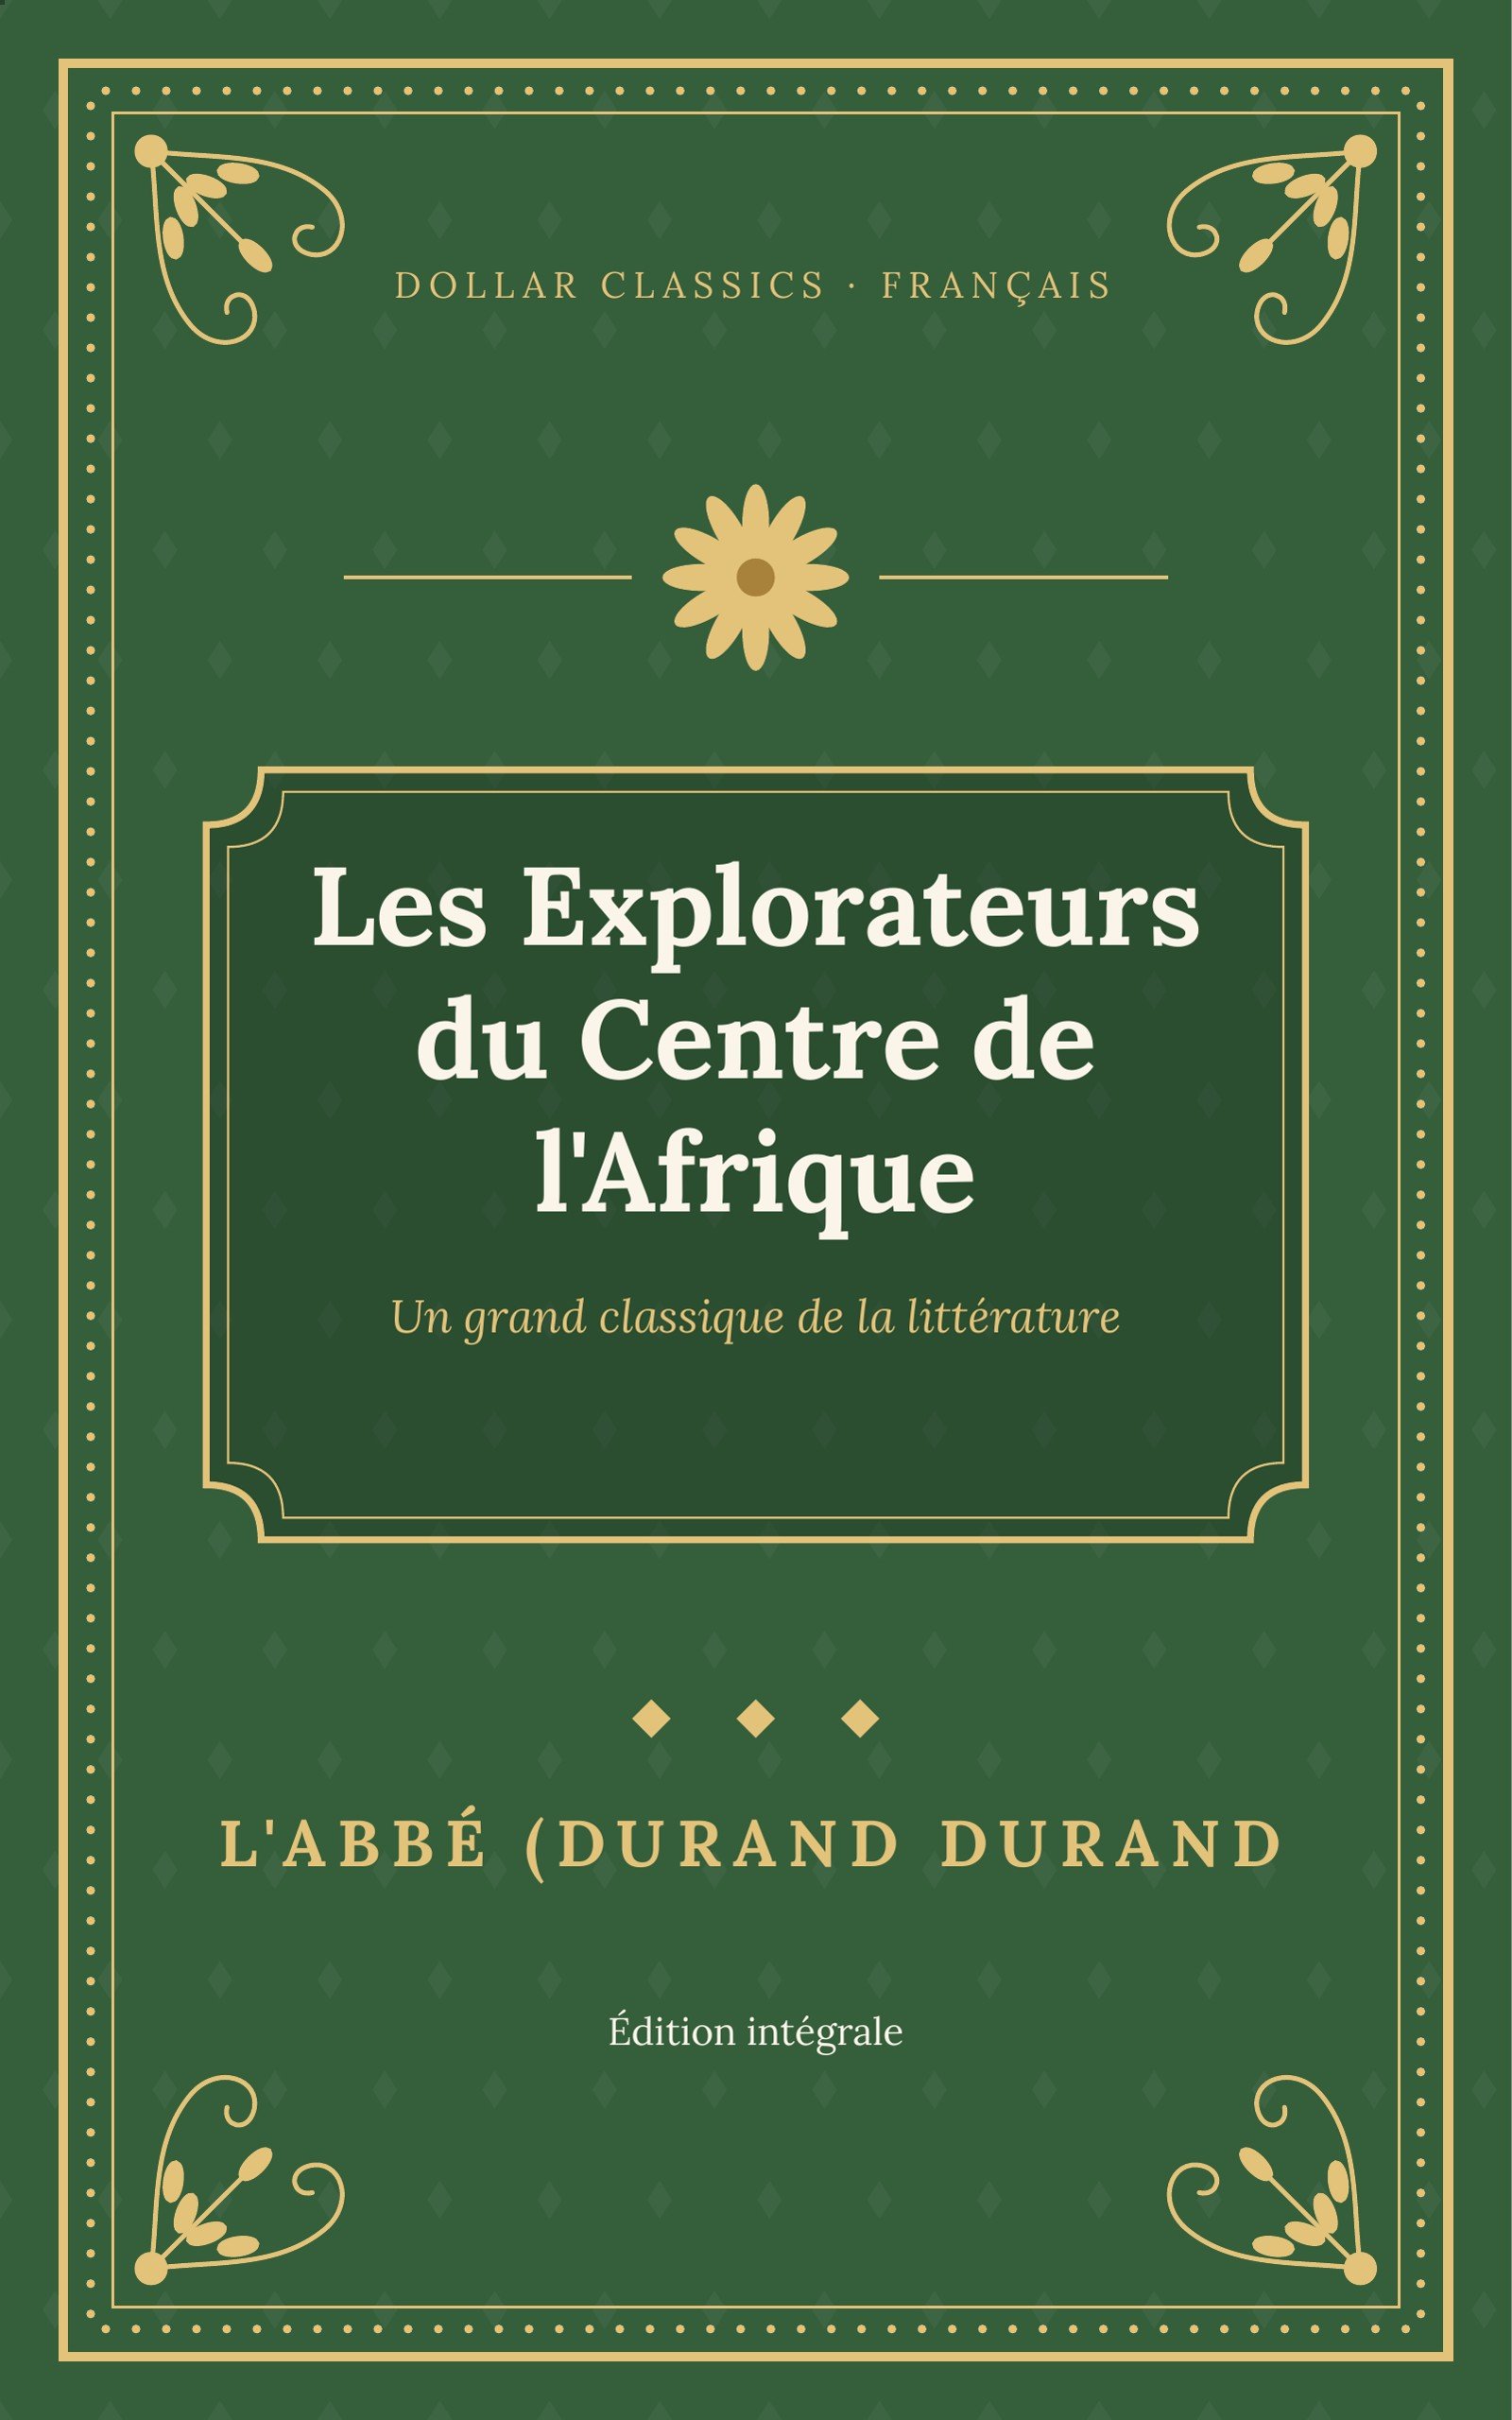 DOLLAR CLASSICS · FRANÇAIS
Les Explorateurs
du Centre de
l'Afrique
Un grand classique de la littérature
L'ABBÉ (DURAND DURAND
Édition intégrale